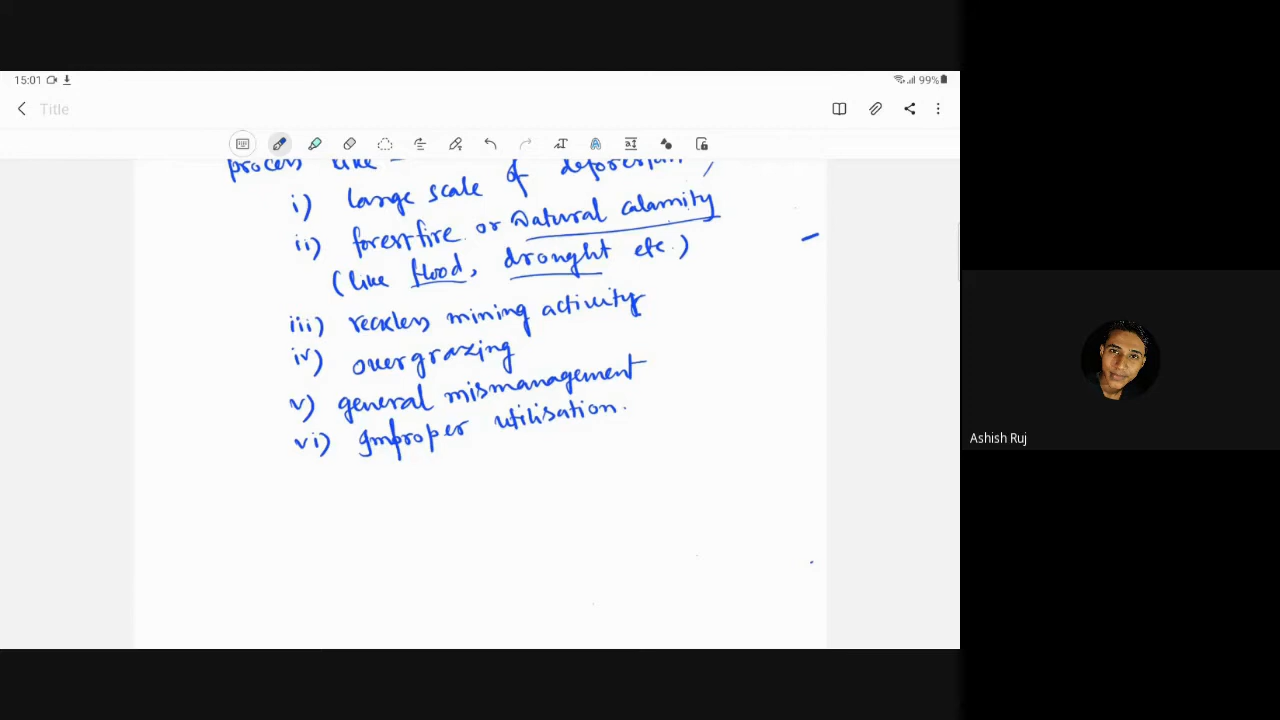 15:01
99%
Title
process like -
i) large scale of deforestation,
ii) forest fire or Natural calamity
(like flood, drought etc.)
iii) reckless mining activity
iv) overgrazing
v) general mismanagement
vi) Improper utilisation.
Ashish Ruj